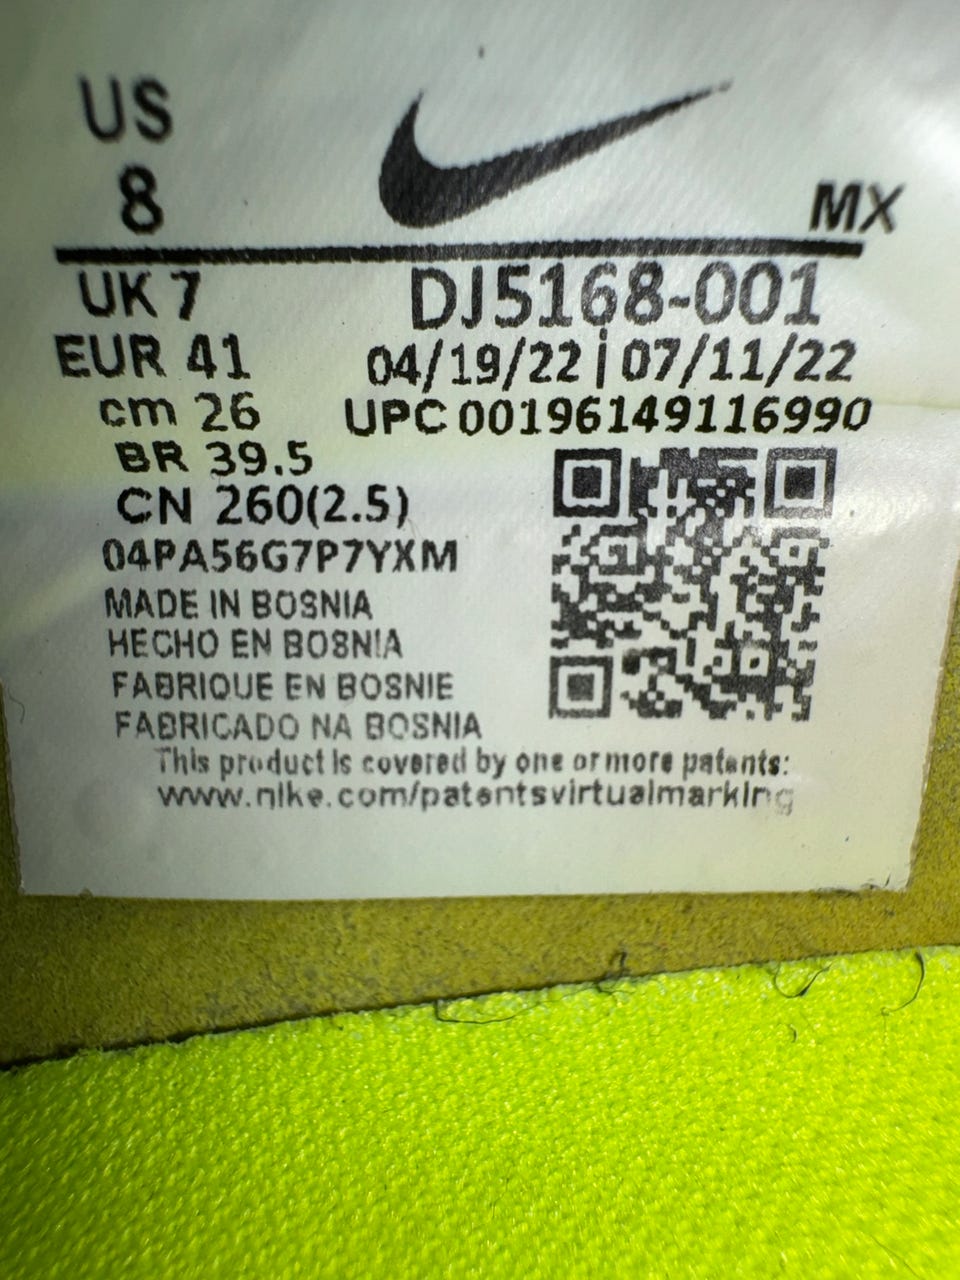 US
8
MX
UK 7 DJ5168-001
EUR 41 04/19/22 | 07/11/22
cm 26 UPC 00196149116990
BR 39.5
CN 260(2.5)
04PA56G7P7YXM
MADE IN BOSNIA
HECHO EN BOSNIA
FABRIQUE EN BOSNIE
FABRICADO NA BOSNIA
This product is covered by one or more patents:
www.nike.com/patentsvirtualmarking